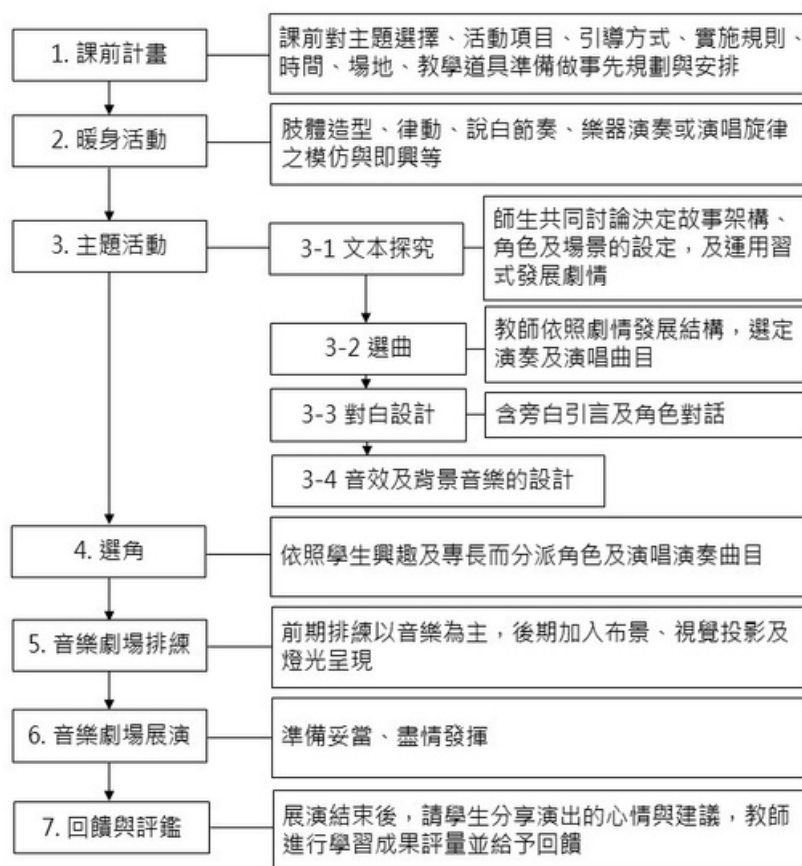 1. 課前計畫
課前對主題選擇、活動項目、引導方式、實施規則、
時間、場地、教學道具準備做事先規劃與安排
2. 暖身活動
肢體造型、律動、說白節奏、樂器演奏或演唱旋律
之模仿與即興等
3. 主題活動
3-1 文本探究
師生共同討論決定故事架構、
角色及場景的設定，及運用習
式發展劇情
3-2 選曲
教師依照劇情發展結構，選定
演奏及演唱曲目
3-3 對白設計
含旁白引言及角色對話
3-4 音效及背景音樂的設計
4. 選角
依照學生興趣及專長而分派角色及演唱演奏曲目
5. 音樂劇場排練
前期排練以音樂為主，後期加入布景、視覺投影及
燈光呈現
6. 音樂劇場展演
準備妥當、盡情發揮
7. 回饋與評鑑
展演結束後，請學生分享演出的心情與建議，教師
進行學習成果評量並給予回饋